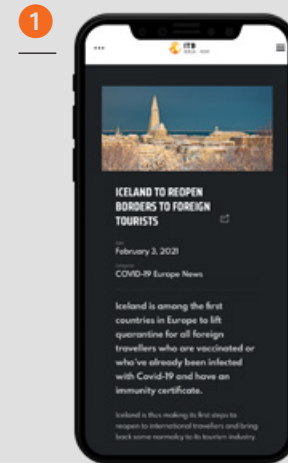 1
ITB
ICELAND TO REOPEN
BORDERS TO FOREIGN
TOURISTS
February 3, 2021
COVID-19 Europe News
Iceland is among the first
countries in Europe to lift
quarantine for all foreign
travellers who are vaccinated or
who've already been infected
with Covid-19 and have an
immunity certificate.
Iceland is thus making its first steps to
reopen to international travellers and bring
back some normalcy to its tourism industry